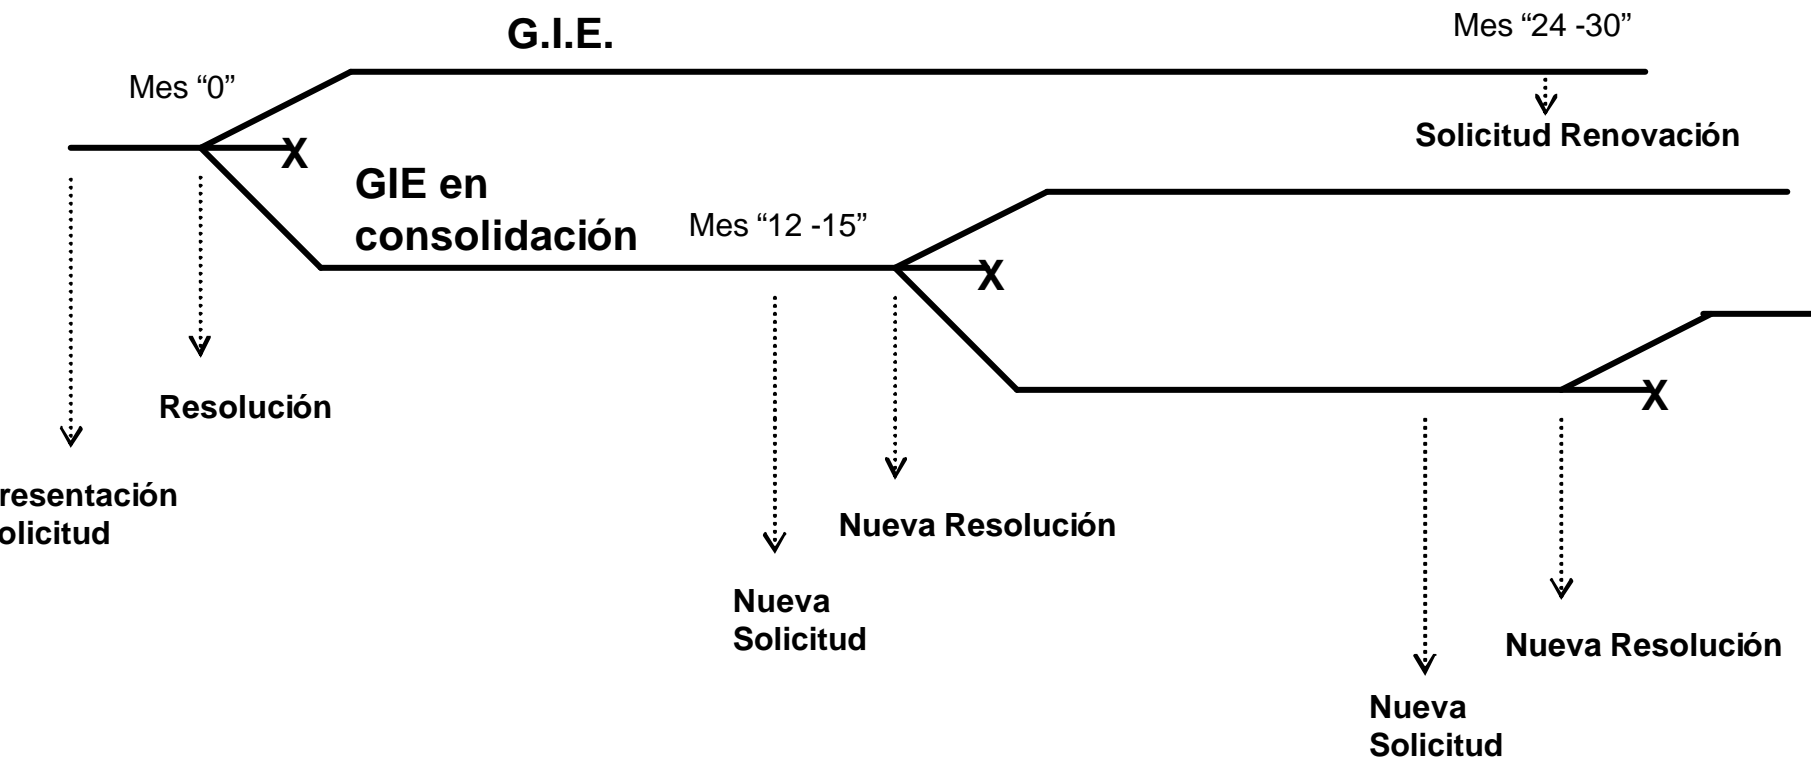 G.I.E.
Mes “24 -30”
Mes “0”
Solicitud Renovación
X
GIE en
consolidación
Mes “12 -15”
X
X
Resolución
resentación
olicitud
Nueva Resolución
Nueva
Solicitud
Nueva Resolución
Nueva
Solicitud